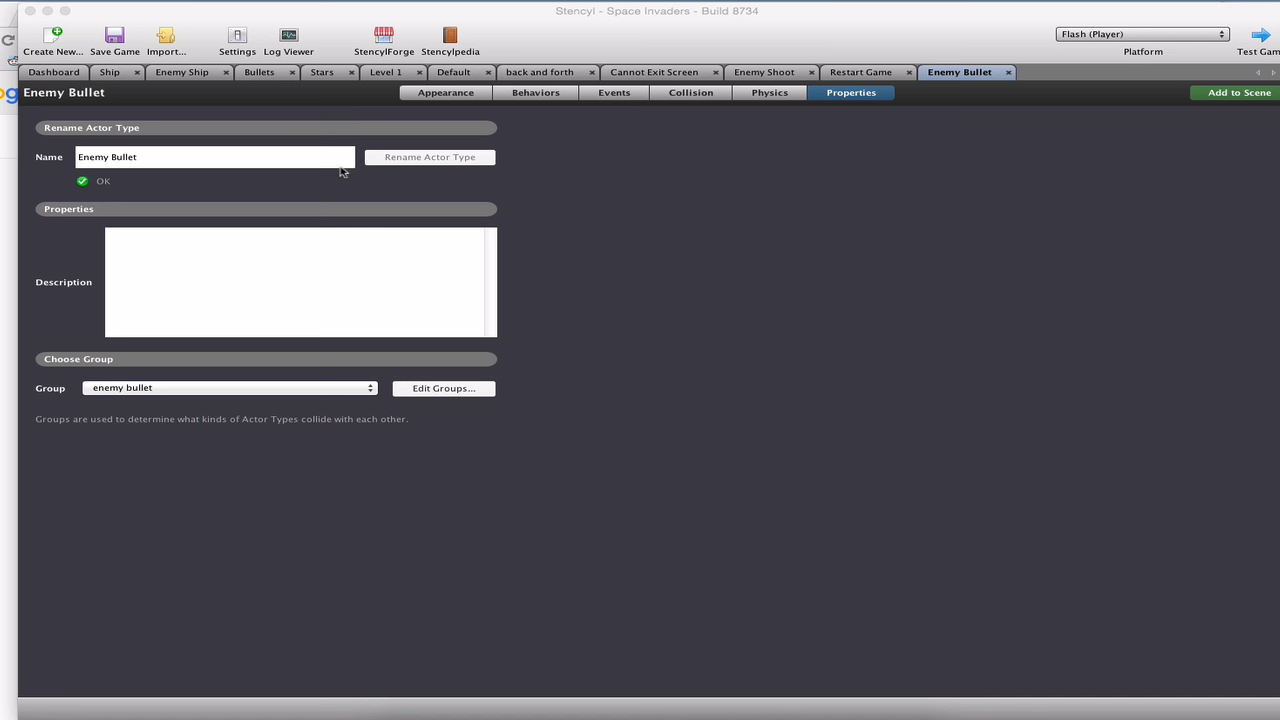 Stencyl - Space Invaders - Build 8734
Create New... Save Game Import... Settings Log Viewer StencylForge Stencylpedia
Flash (Player)
Platform
Test Gam
Dashboard Ship Enemy Ship Bullets Stars Level 1 Default back and forth Cannot Exit Screen Enemy Shoot Restart Game Enemy Bullet
Enemy Bullet Appearance Behaviors Events Collision Physics Properties Add to Scene
Rename Actor Type
Name Enemy Bullet Rename Actor Type
OK
Properties
Description
Choose Group
Group enemy bullet Edit Groups...
Groups are used to determine what kinds of Actor Types collide with each other.